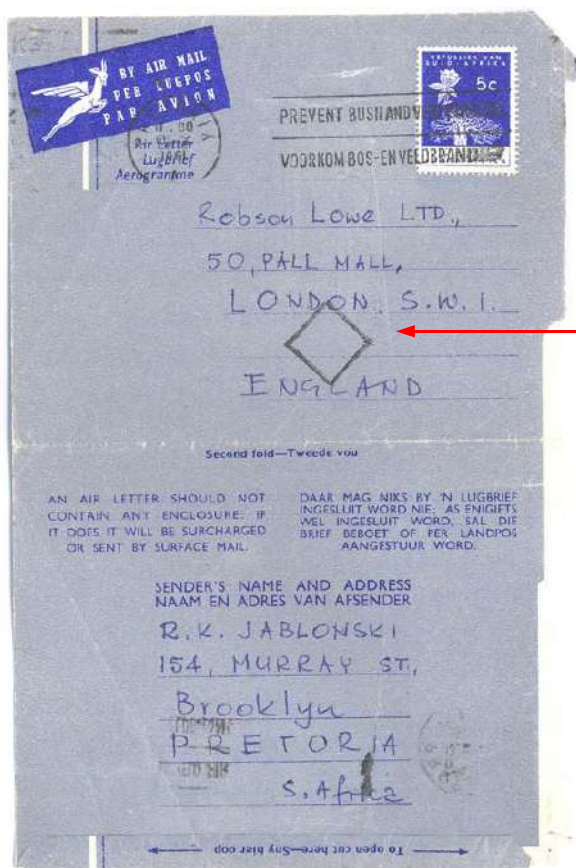 BY AIR MAIL
PER LUGPOS
PAR AVION
Air Letter
Lugbrief
Aerogramme
REPUBLIEK VAN
SUID-AFRIKA
5c
PREVENT BUSH AND
VOORKOM BOS-EN VELDBRAND
Robson Lowe LTD.,
50, PALL MALL,
LONDON. S.W.1.
ENGLAND
Second fold—Tweede vou
AN AIR LETTER SHOULD NOT
CONTAIN ANY ENCLOSURE; IF
IT DOES IT WILL BE SURCHARGED
OR SENT BY SURFACE MAIL.
DAAR MAG NIKS BY 'N LUGBRIEF
INGESLUIT WORD NIE; AS ENIGIETS
WEL INGESLUIT WORD, SAL DIE
BRIEF BEBOET OF PER LANDPOS
AANGESTUUR WORD.
SENDER'S NAME AND ADDRESS
NAAM EN ADRES VAN AFSENDER
R.K. JABLONSKI
154, MURRAY ST.,
Brooklyn
PRETORIA
S. Africa
To open cut here—Sny hier oop